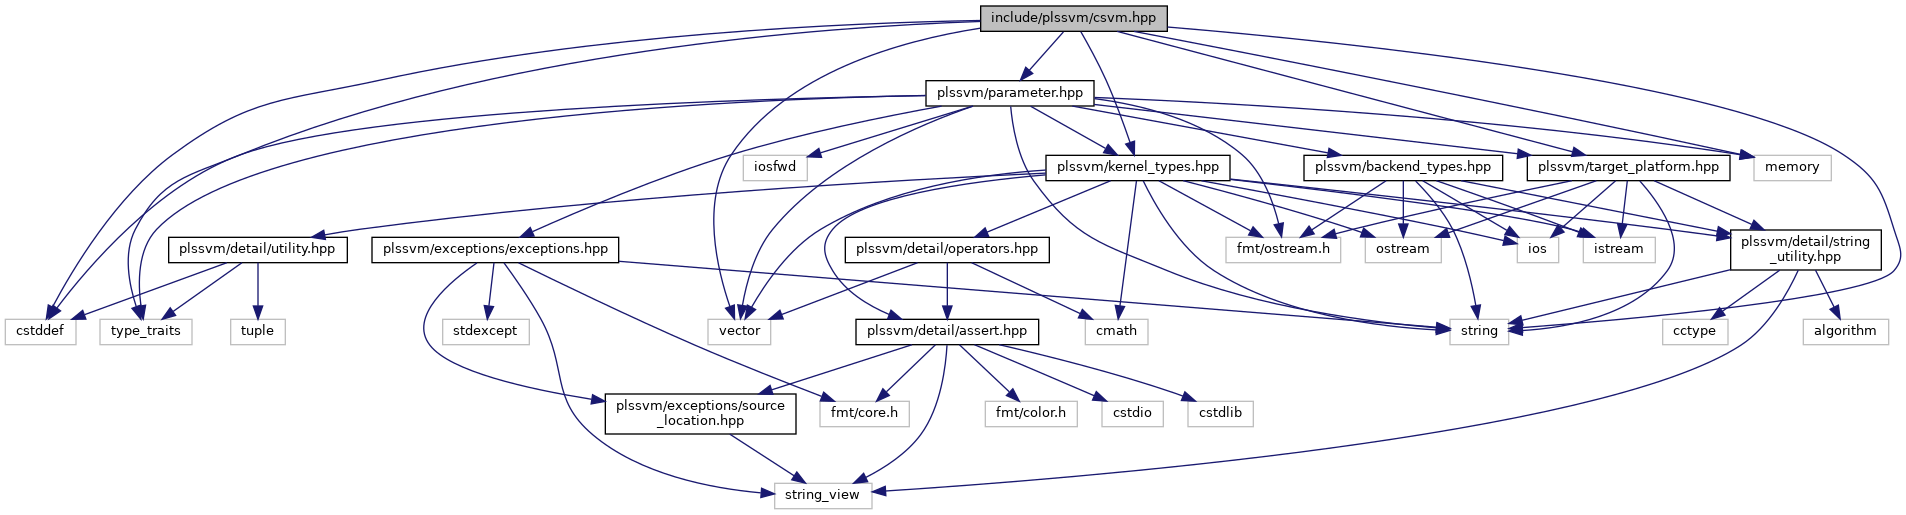 include/plssvm/csvm.hpp
plssvm/parameter.hpp
iosfwd
plssvm/kernel_types.hpp
plssvm/backend_types.hpp
plssvm/target_platform.hpp
memory
plssvm/detail/utility.hpp
plssvm/exceptions/exceptions.hpp
plssvm/detail/operators.hpp
fmt/ostream.h
ostream
ios
istream
plssvm/detail/string
_utility.hpp
cstddef
type_traits
tuple
stdexcept
vector
plssvm/detail/assert.hpp
cmath
string
cctype
algorithm
plssvm/exceptions/source
_location.hpp
fmt/core.h
fmt/color.h
cstdio
cstdlib
string_view